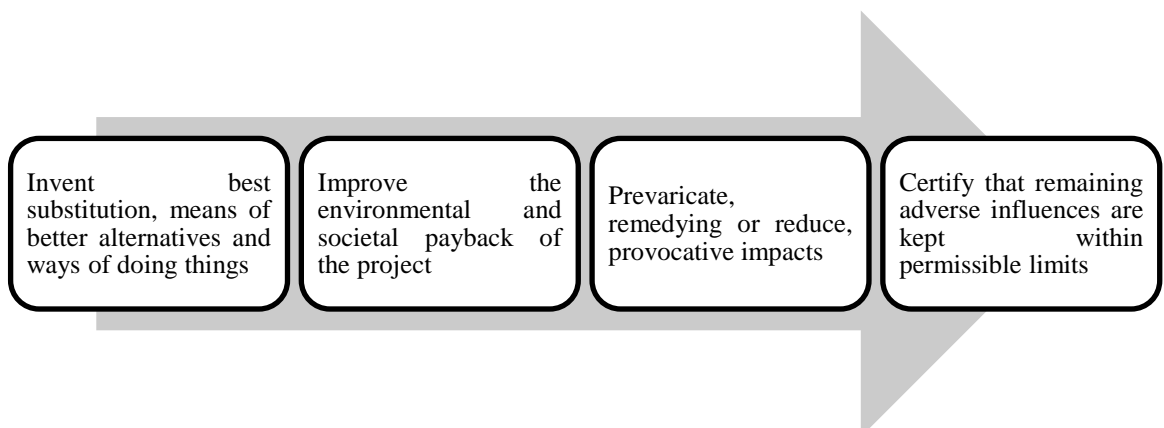 Invent best
substitution, means of
better alternatives and
ways of doing things
Improve the
environmental and
societal payback of
the project
Prevaricate,
remedying or reduce,
provocative impacts
Certify that remaining
adverse influences are
kept within
permissible limits